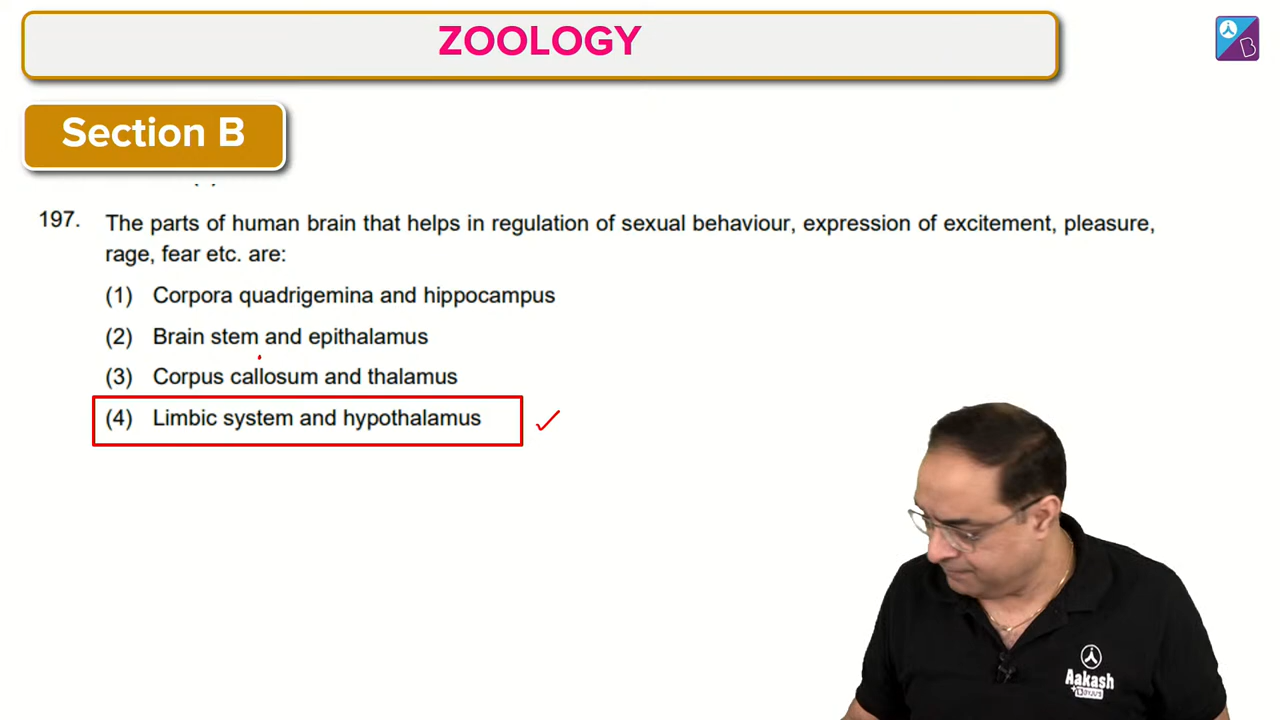 ZOOLOGY
Section B
197. The parts of human brain that helps in regulation of sexual behaviour, expression of excitement, pleasure,
rage, fear etc. are:
(1) Corpora quadrigemina and hippocampus
(2) Brain stem and epithalamus
(3) Corpus callosum and thalamus
(4) Limbic system and hypothalamus
Aakash
BYJU'S